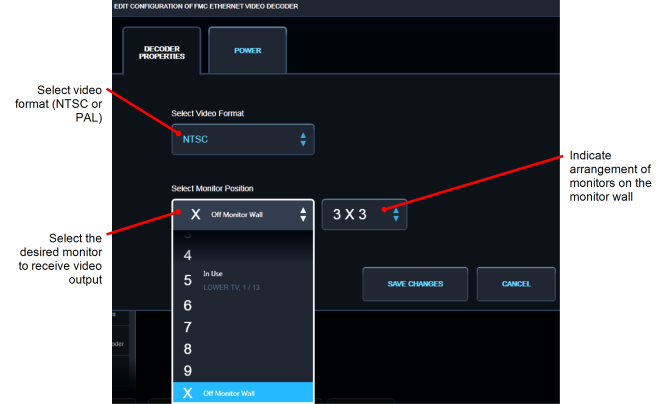 EDIT CONFIGURATION OF FMC ETHERNET VIDEO DECODER
DECODER
PROPERTIES
POWER
Select video
format (NTSC or
PAL)
Select Video Format
NTSC
Indicate
arrangement of
monitors on the
monitor wall
Select Monitor Position
X Off Monitor Wall
3 X 3
Select the
desired monitor
to receive video
output
4
5 In Use
LOWER TV, 1 / 13
6
7
8
9
X Off Monitor Wall
SAVE CHANGES
CANCEL